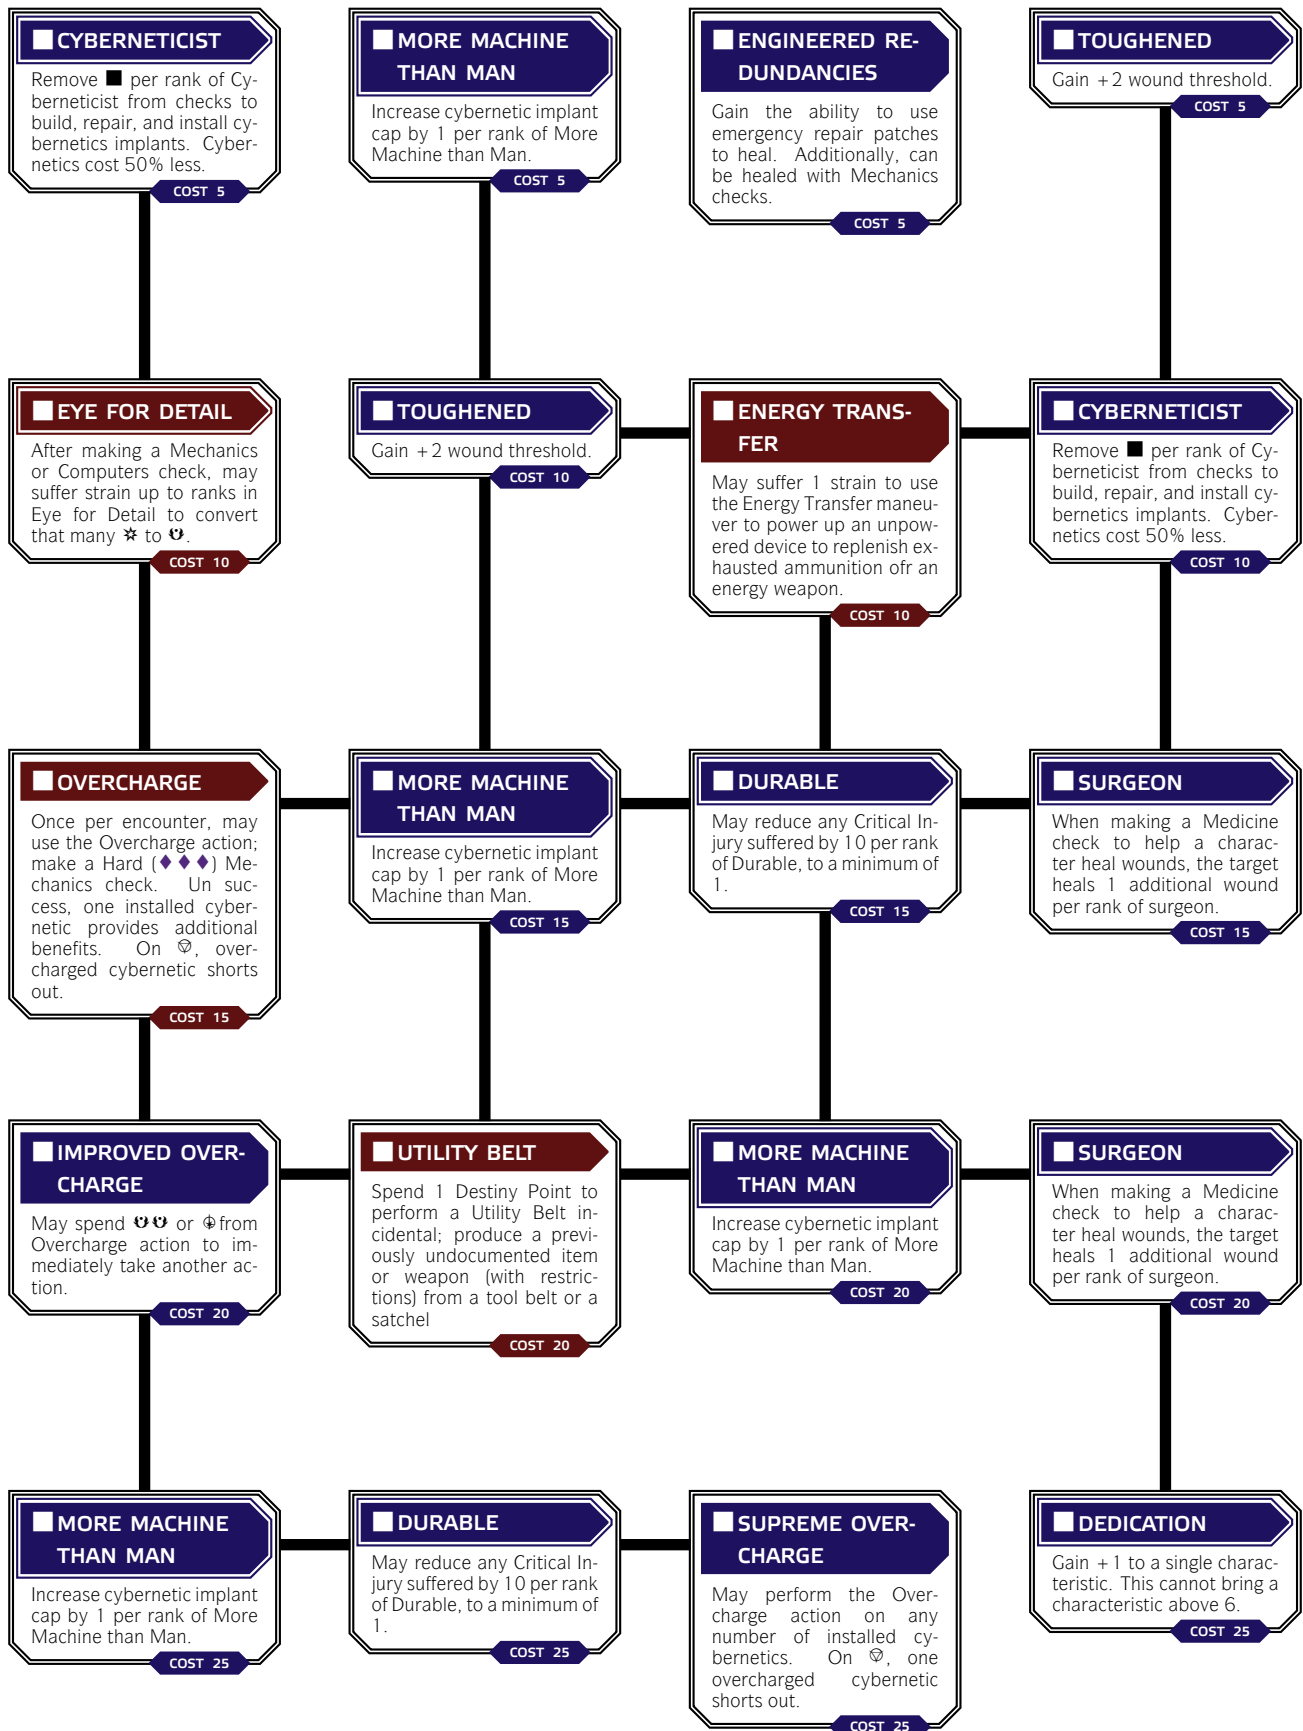 CYBERNETICIST
Remove ■ per rank of Cy-
berneticist from checks to
build, repair, and install cy-
bernetics implants. Cyber-
netics cost 50% less.
COST 5
MORE MACHINE
THAN MAN
Increase cybernetic implant
cap by 1 per rank of More
Machine than Man.
COST 5
ENGINEERED RE-
DUNDANCIES
Gain the ability to use
emergency repair patches
to heal. Additionally, can
be healed with Mechanics
checks.
COST 5
TOUGHENED
Gain +2 wound threshold.
COST 5
EYE FOR DETAIL
After making a Mechanics
or Computers check, may
suffer strain up to ranks in
Eye for Detail to convert
that many to .
COST 10
TOUGHENED
Gain +2 wound threshold.
COST 10
ENERGY TRANS-
FER
May suffer 1 strain to use
the Energy Transfer maneu-
ver to power up an unpow-
ered device to replenish ex-
hausted ammunition ofr an
energy weapon.
COST 10
CYBERNETICIST
Remove ■ per rank of Cy-
berneticist from checks to
build, repair, and install cy-
bernetics implants. Cyber-
netics cost 50% less.
COST 10
OVERCHARGE
Once per encounter, may
use the Overcharge action;
make a Hard (♦♦♦) Me-
chanics check. Un suc-
cess, one installed cyber-
netic provides additional
benefits. On , over-
charged cybernetic shorts
out.
COST 15
MORE MACHINE
THAN MAN
Increase cybernetic implant
cap by 1 per rank of More
Machine than Man.
COST 15
DURABLE
May reduce any Critical In-
jury suffered by 10 per rank
of Durable, to a minimum of
1.
COST 15
SURGEON
When making a Medicine
check to help a charac-
ter heal wounds, the target
heals 1 additional wound
per rank of surgeon.
COST 15
IMPROVED OVER-
CHARGE
May spend or from
Overcharge action to im-
mediately take another ac-
tion.
COST 20
UTILITY BELT
Spend 1 Destiny Point to
perform a Utility Belt in-
cidental; produce a previ-
ously undocumented item
or weapon (with restric-
tions) from a tool belt or a
satchel
COST 20
MORE MACHINE
THAN MAN
Increase cybernetic implant
cap by 1 per rank of More
Machine than Man.
COST 20
SURGEON
When making a Medicine
check to help a charac-
ter heal wounds, the target
heals 1 additional wound
per rank of surgeon.
COST 20
MORE MACHINE
THAN MAN
Increase cybernetic implant
cap by 1 per rank of More
Machine than Man.
COST 25
DURABLE
May reduce any Critical In-
jury suffered by 10 per rank
of Durable, to a minimum of
1.
COST 25
SUPREME OVER-
CHARGE
May perform the Over-
charge action on any
number of installed cy-
bernetics. On , one
overcharged cybernetic
shorts out.
COST 25
DEDICATION
Gain +1 to a single charac-
teristic. This cannot bring a
characteristic above 6.
COST 25